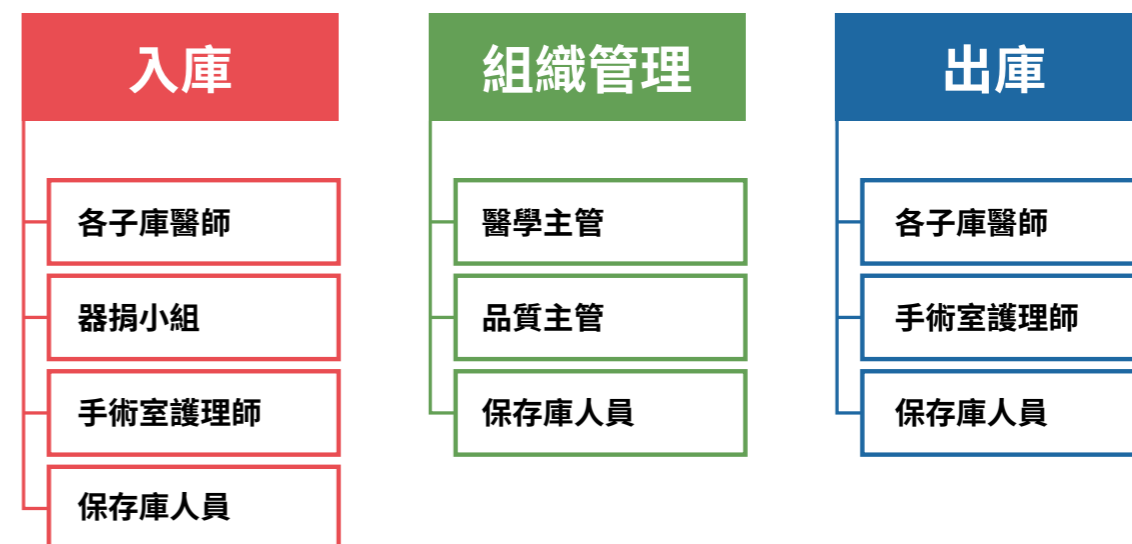 入庫
各子庫醫師
器捐小組
手術室護理師
保存庫人員
組織管理
醫學主管
品質主管
保存庫人員
出庫
各子庫醫師
手術室護理師
保存庫人員